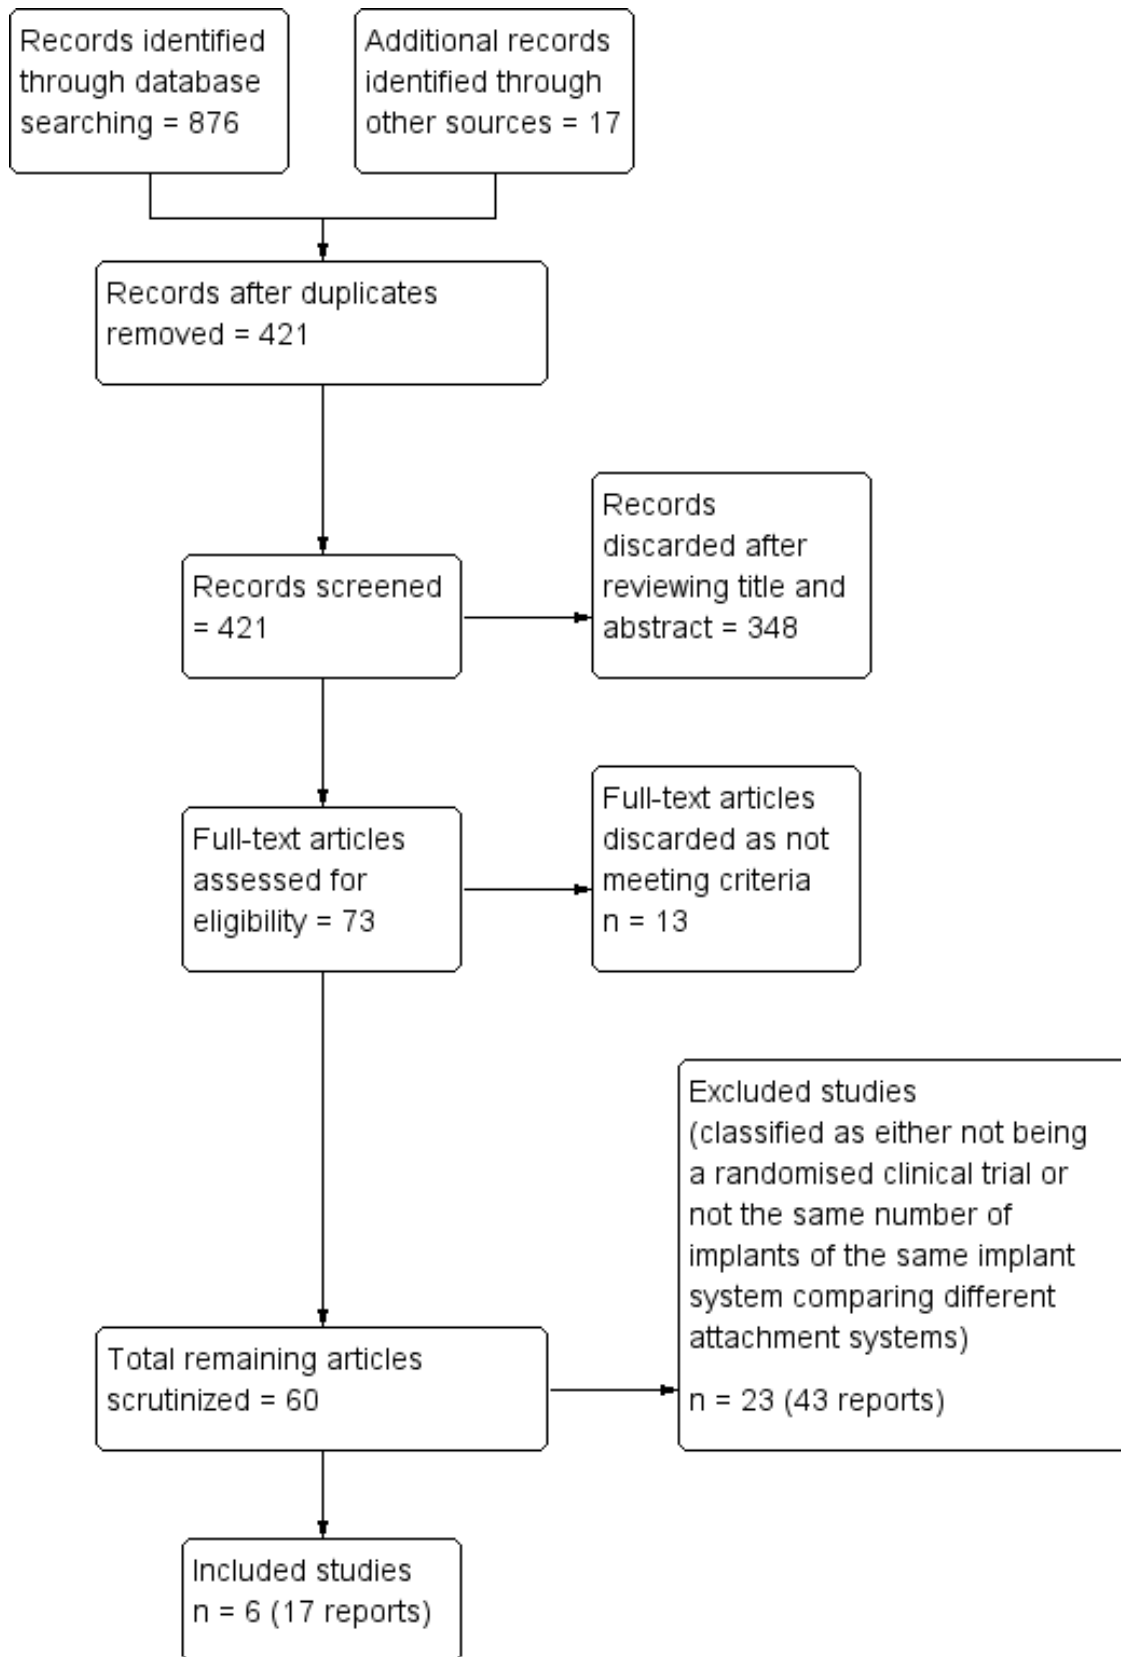 Records identified
through database
searching = 876
Additional records
identified through
other sources = 17
Records after duplicates
removed = 421
Records
discarded after
reviewing title and
abstract = 348
Records screened
= 421
Full-text articles
assessed for
eligibility = 73
Full-text articles
discarded as not
meeting criteria
n = 13
Excluded studies
(classified as either not being
a randomised clinical trial or
not the same number of
implants of the same implant
system comparing different
attachment systems)
n = 23 (43 reports)
Total remaining articles
scrutinized = 60
Included studies
n = 6 (17 reports)